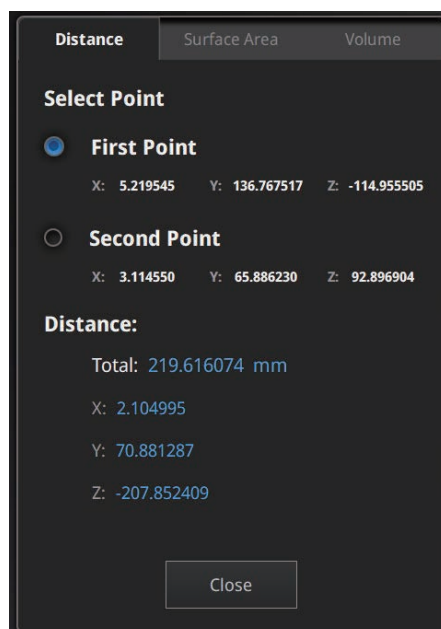 Distance Surface Area Volume
Select Point
First Point
X: 5.219545 Y: 136.767517 Z: -114.955505
Second Point
X: 3.114550 Y: 65.886230 Z: 92.896904
Distance:
Total: 219.616074 mm
X: 2.104995
Y: 70.881287
Z: -207.852409
Close